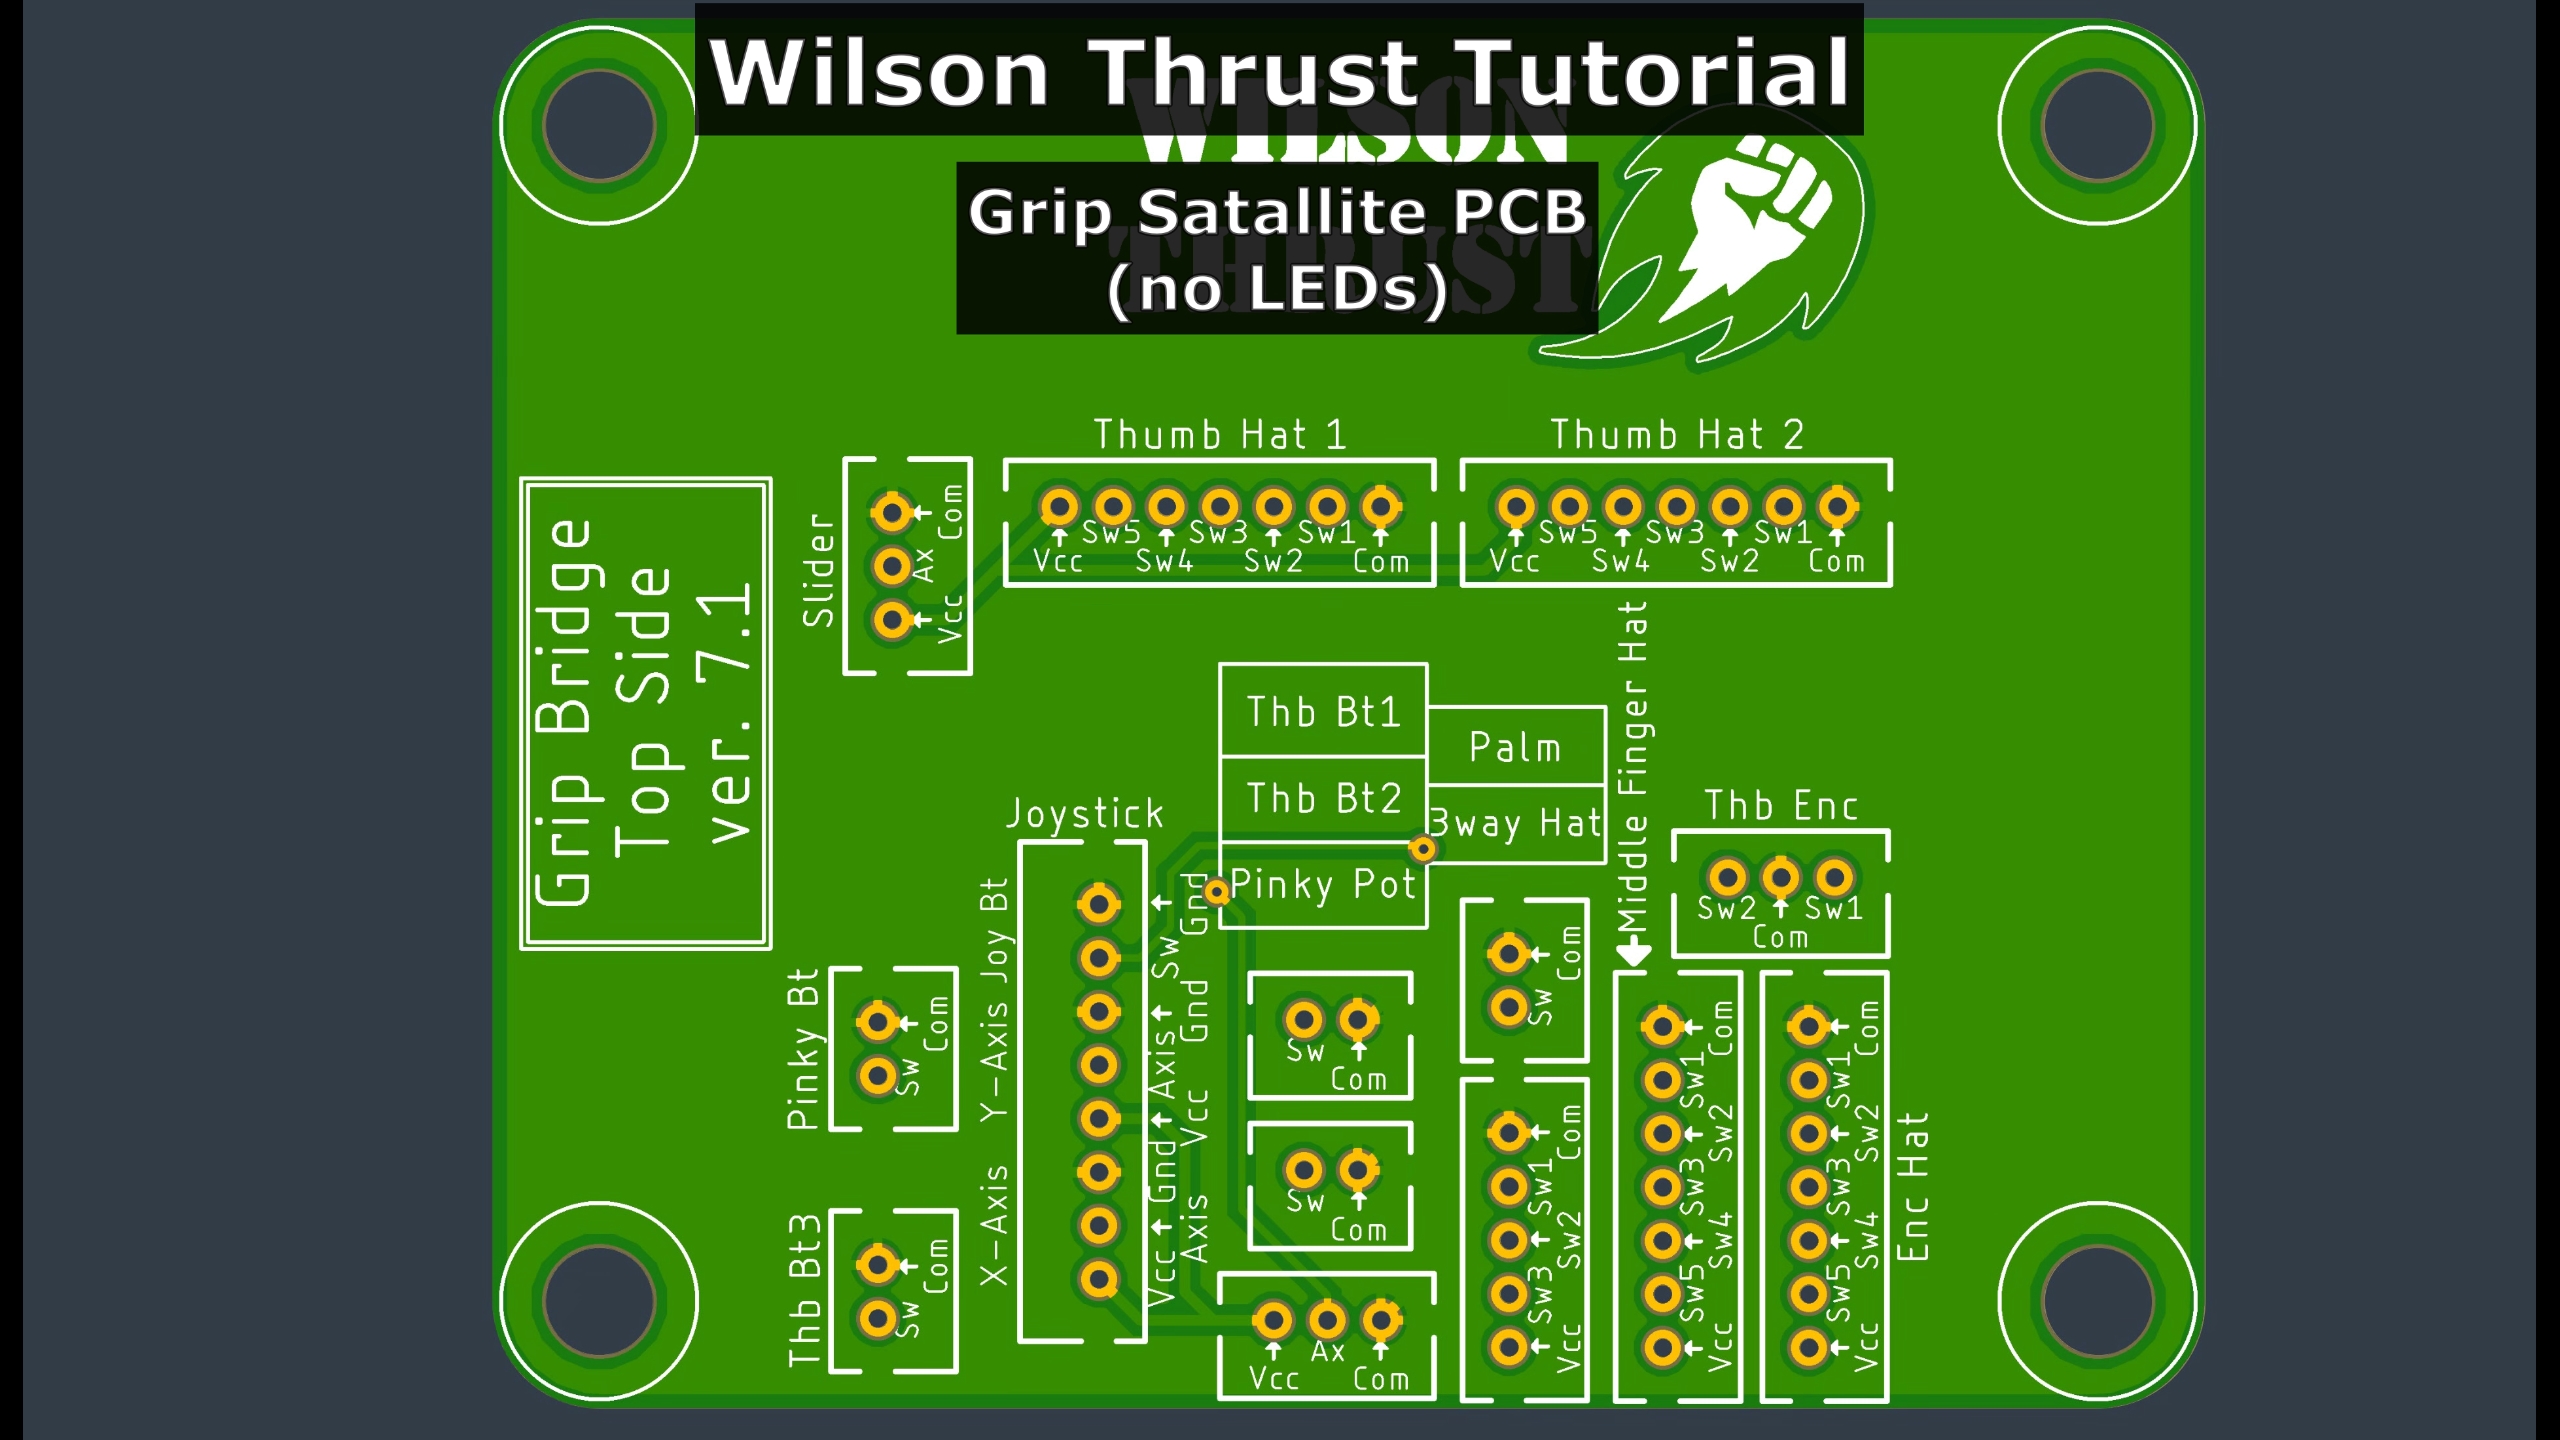 Wilson Thrust Tutorial
WILSON
Grip Satallite PCB
THRUST
(no LEDs)
Thumb Hat 1
Thumb Hat 2
Grip Bridge
Top Side
ver. 7.1
Slider
Com
Ax
Vcc
Sw5 Sw3 Sw1
Vcc Sw4 Sw2 Com
Sw5 Sw3 Sw1
Vcc Sw4 Sw2 Com
Thb Bt1
Thb Bt2
Pinky Pot
Palm
3way Hat
Middle Finger Hat
Thb Enc
Sw2 Sw1
Com
Joystick
Joy Bt
Y-Axis
X-Axis
Gnd
Sw
Gnd
Axis
Vcc
Gnd
Axis
Vcc
Pinky Bt
Com
Sw
Thb Bt3
Com
Sw
Sw
Com
Sw
Com
Ax
Vcc Com
Com
Sw
Com
Sw1
Sw2
Sw3
Vcc
Com
Sw1
Sw2
Sw3
Sw4
Sw5
Vcc
Com
Sw1
Sw2
Sw3
Sw4
Sw5
Vcc
Enc Hat